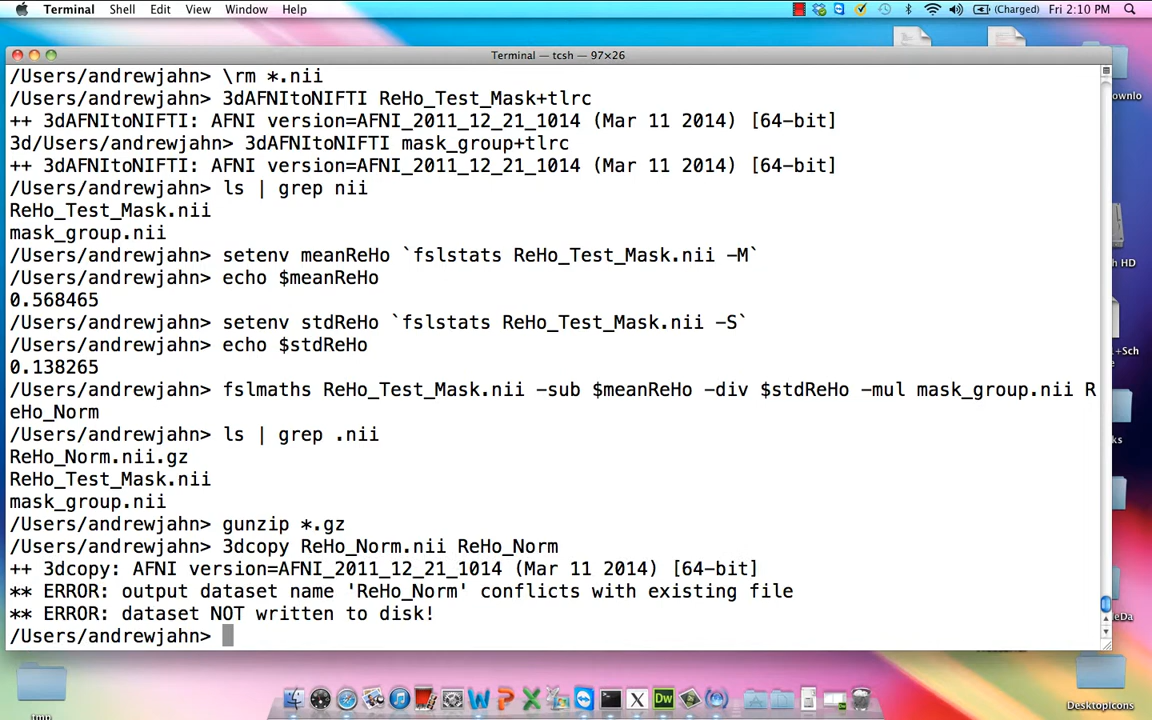 Terminal Shell Edit View Window Help (Charged) Fri 2:10 PM
Terminal — tcsh — 97×26
/Users/andrewjahn> \rm *.nii
/Users/andrewjahn> 3dAFNItoNIFTI ReHo_Test_Mask+tlrc
++ 3dAFNItoNIFTI: AFNI version=AFNI_2011_12_21_1014 (Mar 11 2014) [64-bit]
3d/Users/andrewjahn> 3dAFNItoNIFTI mask_group+tlrc
++ 3dAFNItoNIFTI: AFNI version=AFNI_2011_12_21_1014 (Mar 11 2014) [64-bit]
/Users/andrewjahn> ls | grep nii
ReHo_Test_Mask.nii
mask_group.nii
/Users/andrewjahn> setenv meanReHo `fslstats ReHo_Test_Mask.nii -M`
/Users/andrewjahn> echo $meanReHo
0.568465
/Users/andrewjahn> setenv stdReHo `fslstats ReHo_Test_Mask.nii -S`
/Users/andrewjahn> echo $stdReHo
0.138265
/Users/andrewjahn> fslmaths ReHo_Test_Mask.nii -sub $meanReHo -div $stdReHo -mul mask_group.nii R
eHo_Norm
/Users/andrewjahn> ls | grep .nii
ReHo_Norm.nii.gz
ReHo_Test_Mask.nii
mask_group.nii
/Users/andrewjahn> gunzip *.gz
/Users/andrewjahn> 3dcopy ReHo_Norm.nii ReHo_Norm
++ 3dcopy: AFNI version=AFNI_2011_12_21_1014 (Mar 11 2014) [64-bit]
** ERROR: output dataset name 'ReHo_Norm' conflicts with existing file
** ERROR: dataset NOT written to disk!
/Users/andrewjahn>
ownlo
h HD
l+Sch
e
ks
eDa
tmp
DesktopIcons